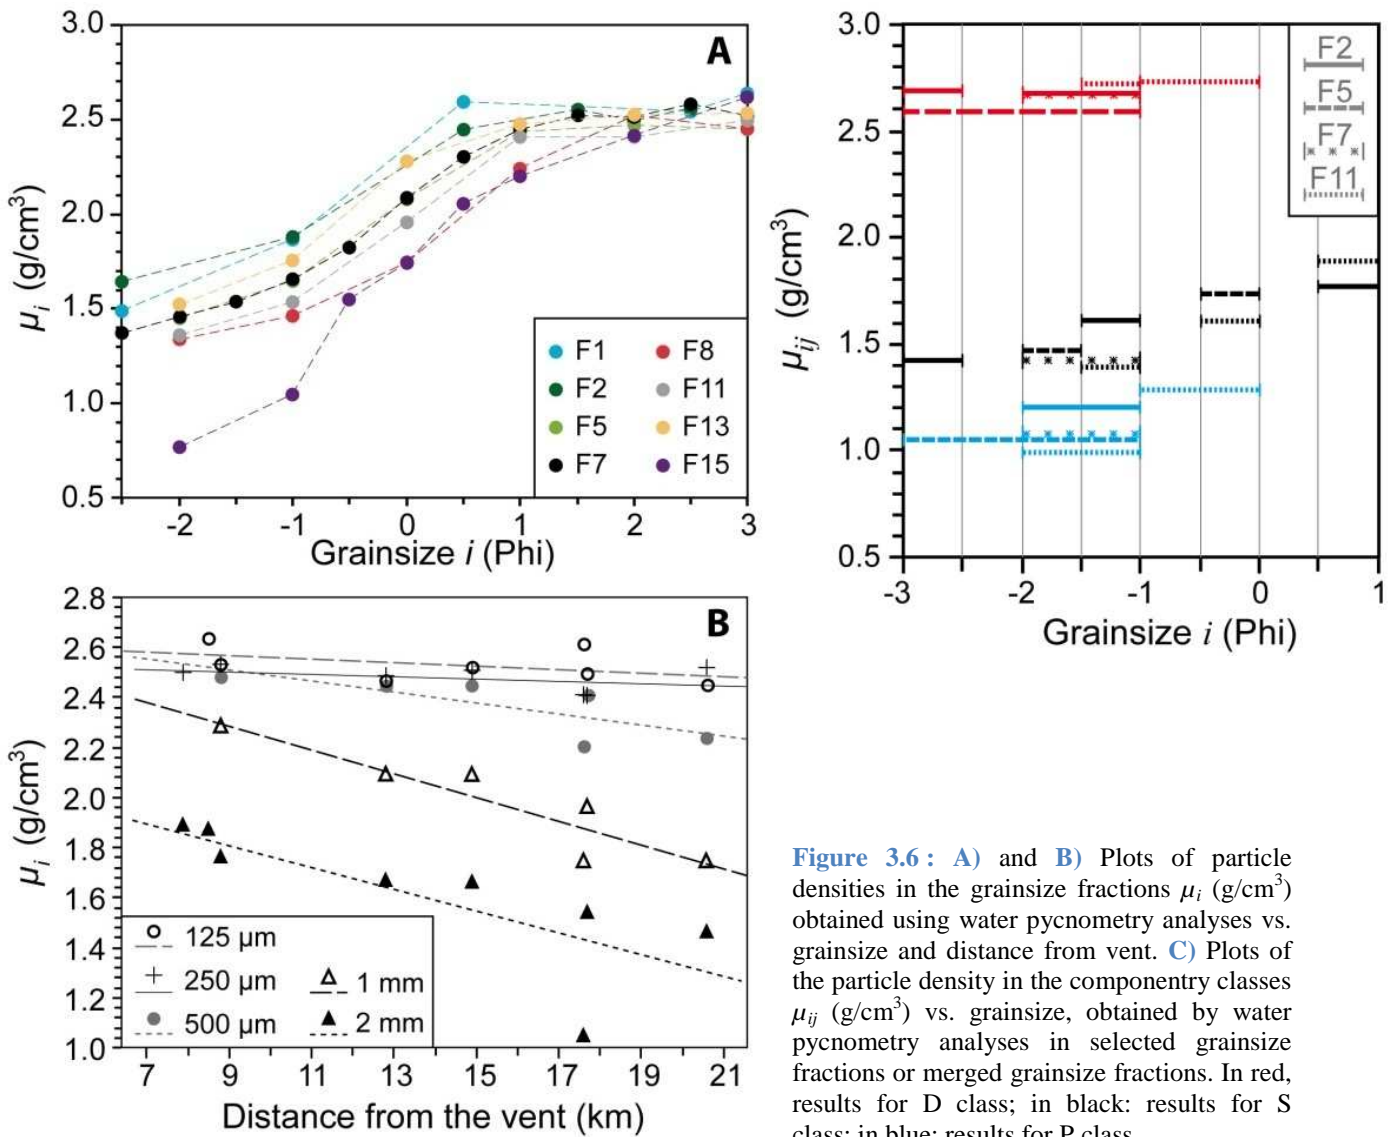 3.0
2.5
2.0
1.5
1.0
0.5
μi (g/cm3)
A
F1
F2
F5
F7
F8
F11
F13
F15
-2
-1
0
1
2
3
Grainsize i (Phi)
3.0
2.5
2.0
1.5
1.0
0.5
μij (g/cm3)
F2
F5
F7
F11
-3
-2
-1
0
1
Grainsize i (Phi)
2.8
2.6
2.4
2.2
2.0
1.8
1.6
1.4
1.2
1.0
μi (g/cm3)
B
125 μm
250 μm
500 μm
1 mm
2 mm
7
9
11
13
15
17
19
21
Distance from the vent (km)
Figure 3.6 : A) and B) Plots of particle
densities in the grainsize fractions μi (g/cm3)
obtained using water pycnometry analyses vs.
grainsize and distance from vent. C) Plots of
the particle density in the componentry classes
μij (g/cm3) vs. grainsize, obtained by water
pycnometry analyses in selected grainsize
fractions or merged grainsize fractions. In red,
results for D class; in black: results for S
class; in blue: results for P class